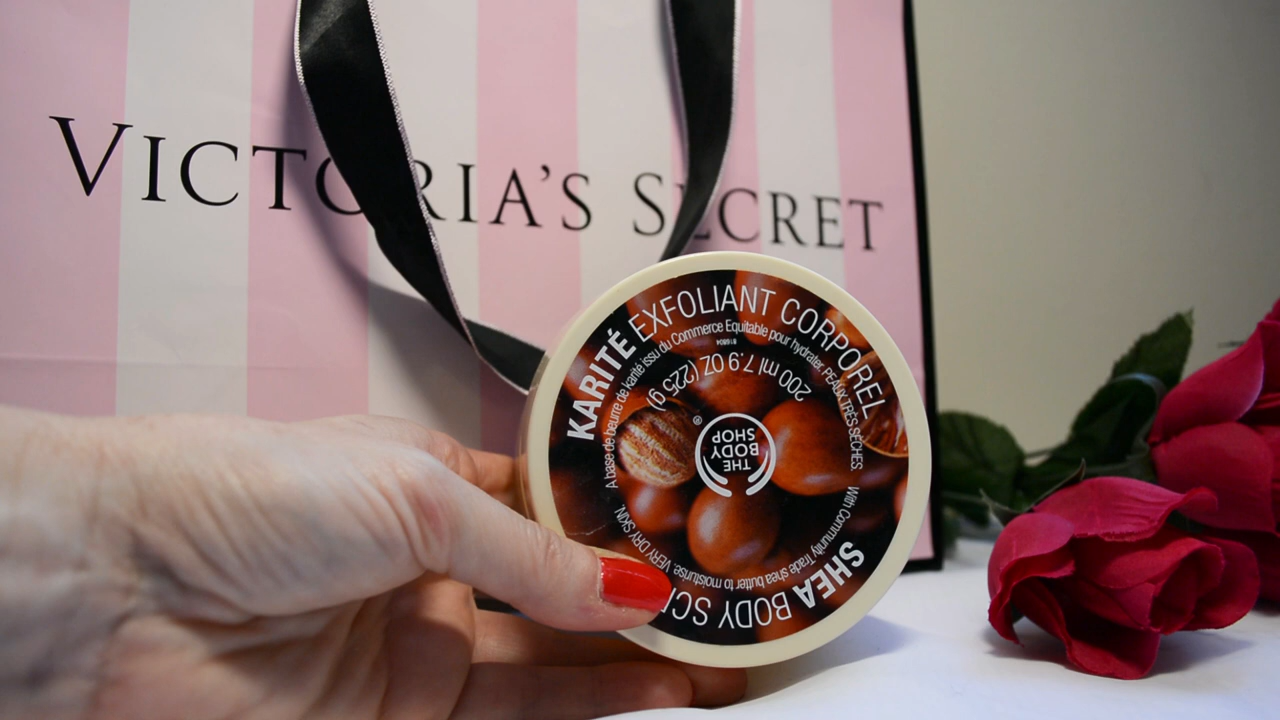 VICTORIA'S SECRET
KARITÉ EXFOLIANT CORPOREL
A base de beurre de karité issu du Commerce Equitable pour hydrater. PEAUX TRÈS SÈCHES.
816804
200 ml 7.9 OZ (225 g)
®
THE
BODY
SHOP
With Community Trade shea butter to moisturise. VERY DRY SKIN.
SHEA BODY